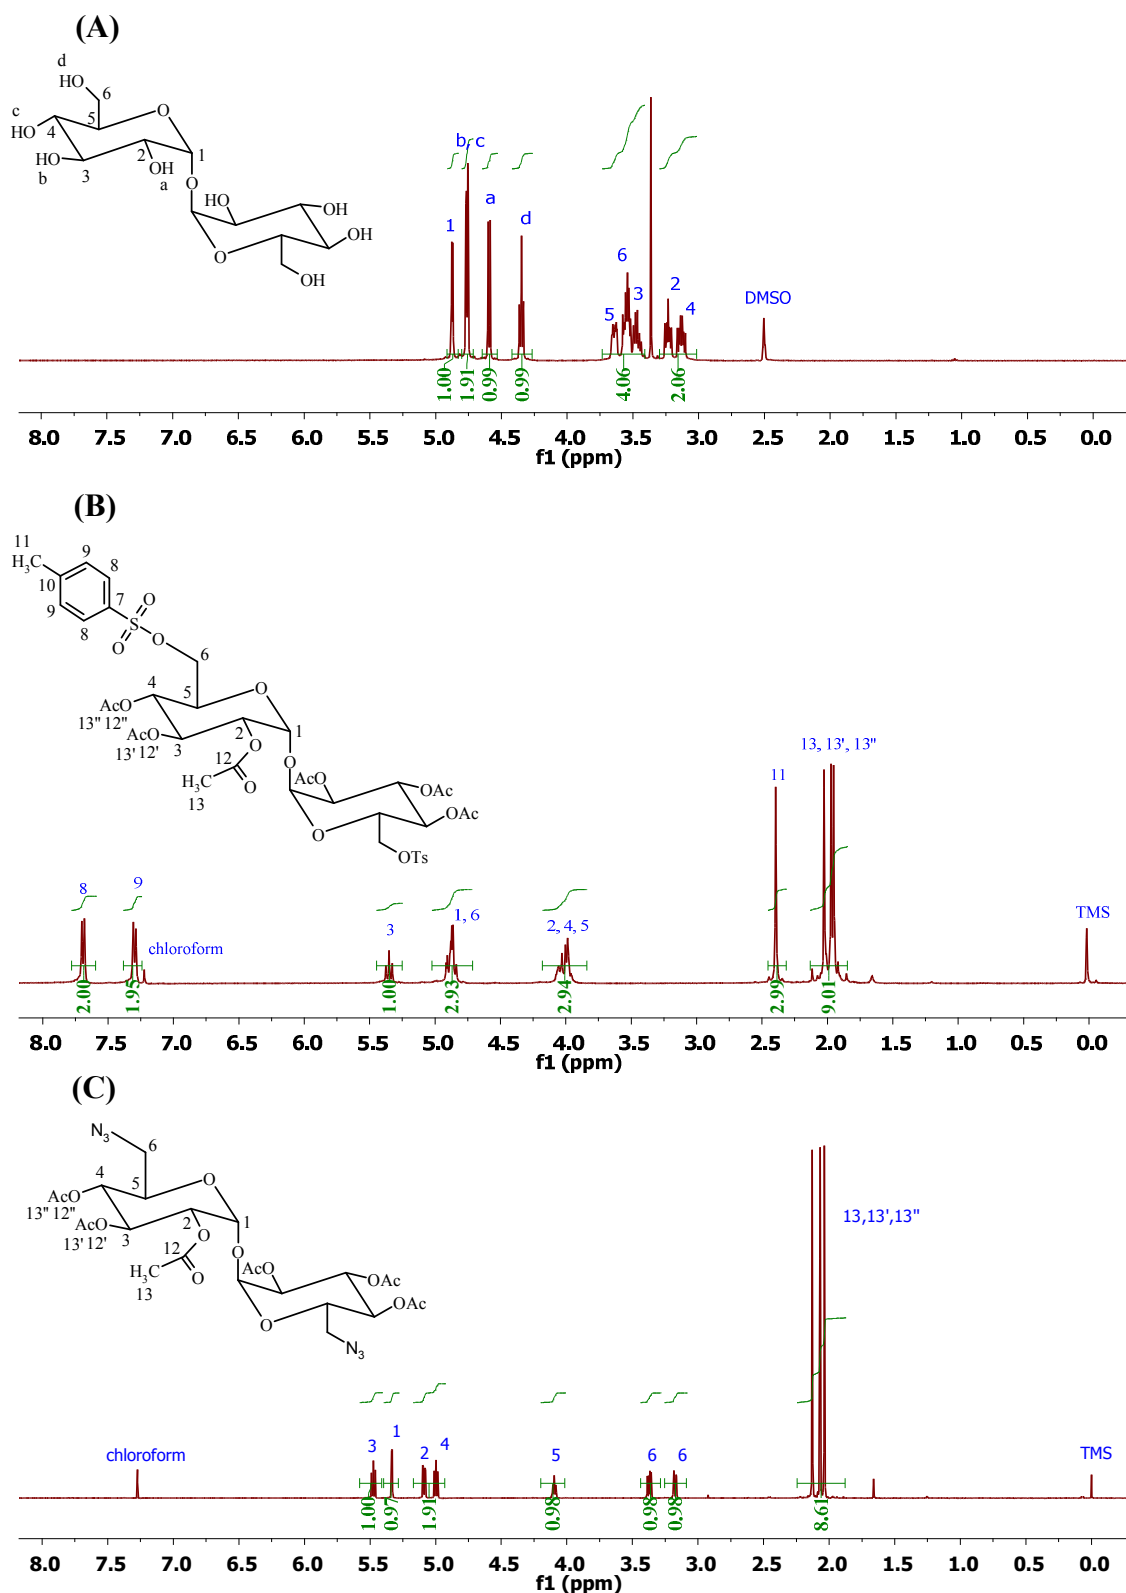 (A)
d
HO
6
c
HO
5
O
4
HO
3
2
OH
1
b
a
O
HO
OH
OH
O
OH
b, c
1
a
d
6
5
3
2
4
DMSO
1.00
1.91
0.99
0.99
4.06
2.06
8.0 7.5 7.0 6.5 6.0 5.5 5.0 4.5 4.0 3.5 3.0 2.5 2.0 1.5 1.0 0.5 0.0
f1 (ppm)
(B)
11
H3C
9
8
10
7
9
8
O
S
O
O
6
4
5
O
AcO
13'' 12''
AcO
13' 12'
3
2
1
O
12
H3C
O
13
O
AcO
OAc
OAc
O
OTs
8
9
chloroform
3
1, 6
2, 4, 5
11
13, 13', 13''
TMS
2.00
1.95
1.00
2.93
2.94
2.99
9.01
8.0 7.5 7.0 6.5 6.0 5.5 5.0 4.5 4.0 3.5 3.0 2.5 2.0 1.5 1.0 0.5 0.0
f1 (ppm)
(C)
N3
6
4
5
O
AcO
13'' 12''
AcO
13' 12'
3
2
1
O
12
H3C
O
13
O
AcO
OAc
OAc
O
N3
chloroform
3
1
2
4
5
6
6
13,13',13''
TMS
1.00
0.97
1.91
0.98
0.98
0.98
8.61
8.0 7.5 7.0 6.5 6.0 5.5 5.0 4.5 4.0 3.5 3.0 2.5 2.0 1.5 1.0 0.5 0.0
f1 (ppm)